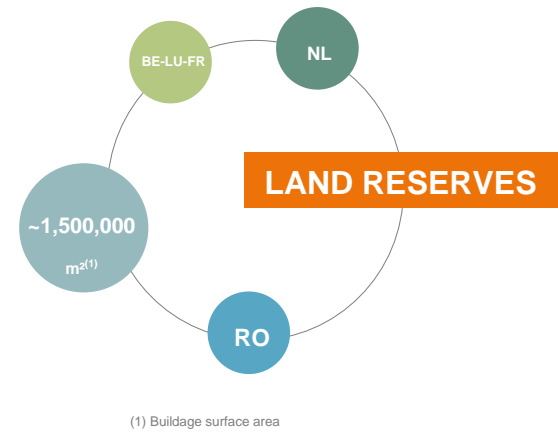 BE-LU-FR
NL
LAND RESERVES
~1,500,000
m²⁽¹⁾
RO
(1) Buildage surface area